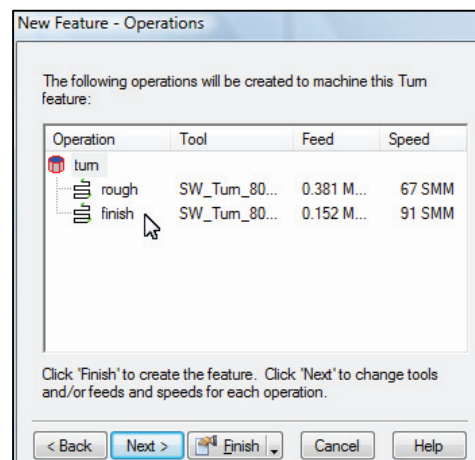 New Feature - Operations
The following operations will be created to machine this Turn
feature:
Operation Tool Feed Speed
turn
rough SW_Turn_80... 0.381 M... 67 SMM
finish SW_Turn_80... 0.152 M... 91 SMM
Click 'Finish' to create the feature. Click 'Next' to change tools
and/or feeds and speeds for each operation.
< Back Next > Finish Cancel Help